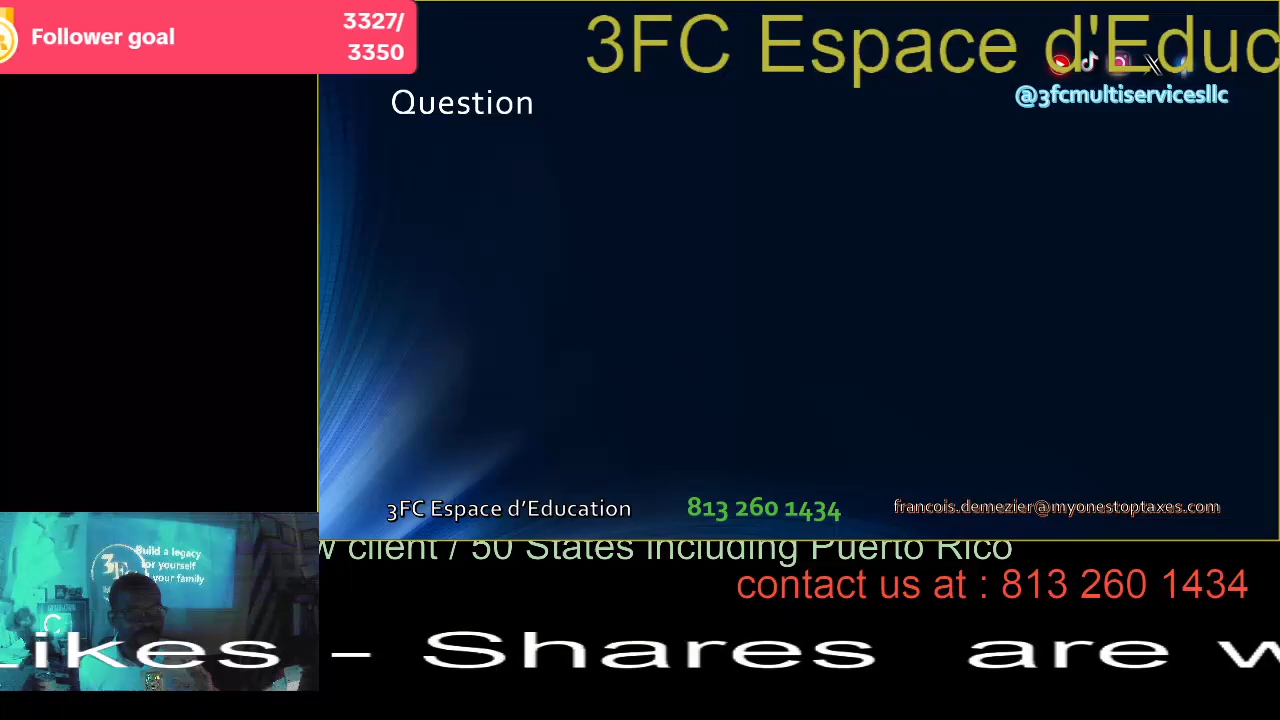 Follower goal
3327/
3350
3FC Espace d'Educ
@3fcmultiservicesllc
Question
3FC Espace d’Education
813 260 1434
francois.demezier@myonestoptaxes.com
w client / 50 States including Puerto Rico
contact us at : 813 260 1434
Build a legacy
for yourself
your family
3F
C
Likes - Shares are w